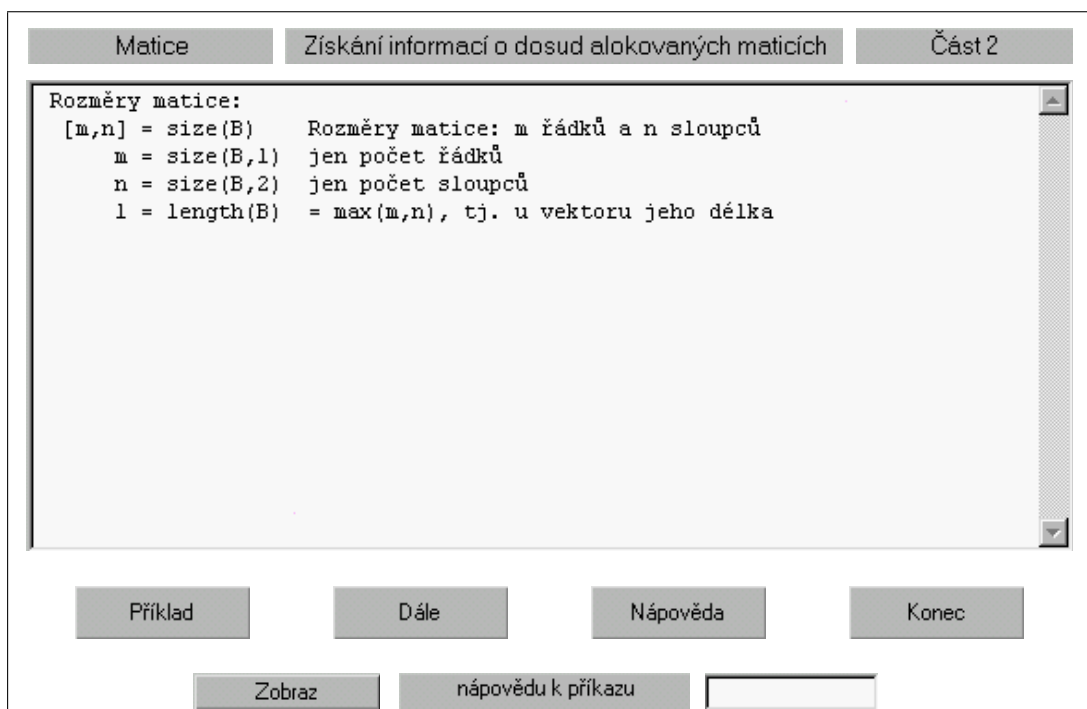 Matice Získání informací o dosud alokovaných maticích Část 2
Rozměry matice:
[m,n] = size(B) Rozměry matice: m řádků a n sloupců
m = size(B,1) jen počet řádků
n = size(B,2) jen počet sloupců
l = length(B) = max(m,n), tj. u vektoru jeho délka
Příklad Dále Nápověda Konec
Zobraz nápovědu k příkazu